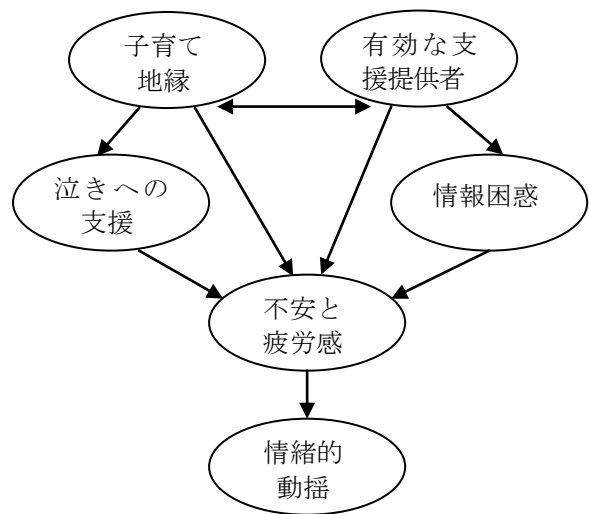 子育て
地縁
有効な支
援提供者
泣きへの
支援
情報困惑
不安と
疲労感
情緒的
動揺